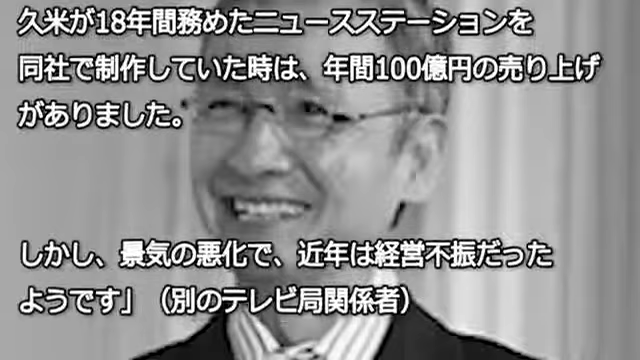 久米が18年間務めたニュースステーションを
同社で制作していた時は、年間100億円の売り上げ
がありました。
しかし、景気の悪化で、近年は経営不振だった
ようです」（別のテレビ局関係者）